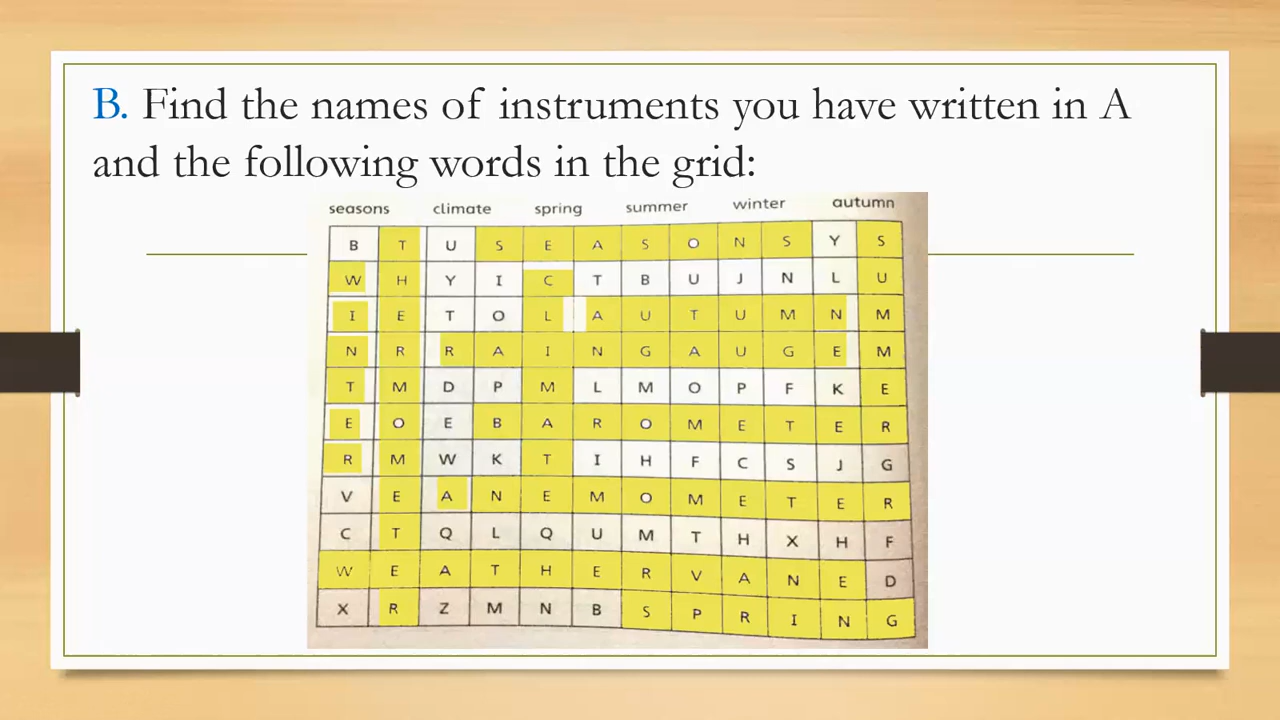 B. Find the names of instruments you have written in A
and the following words in the grid:
seasons climate spring summer winter autumn
B T U S E A S O N S Y S
W H Y I C T B U J N L U
I E T O L A U T U M N M
N R R A I N G A U G E M
T M D P M L M O P F K E
E O E B A R O M E T E R
R M W K T I H F C S J G
V E A N E M O M E T E R
C T Q L Q U M T H X H F
W E A T H E R V A N E D
X R Z M N B S P R I N G